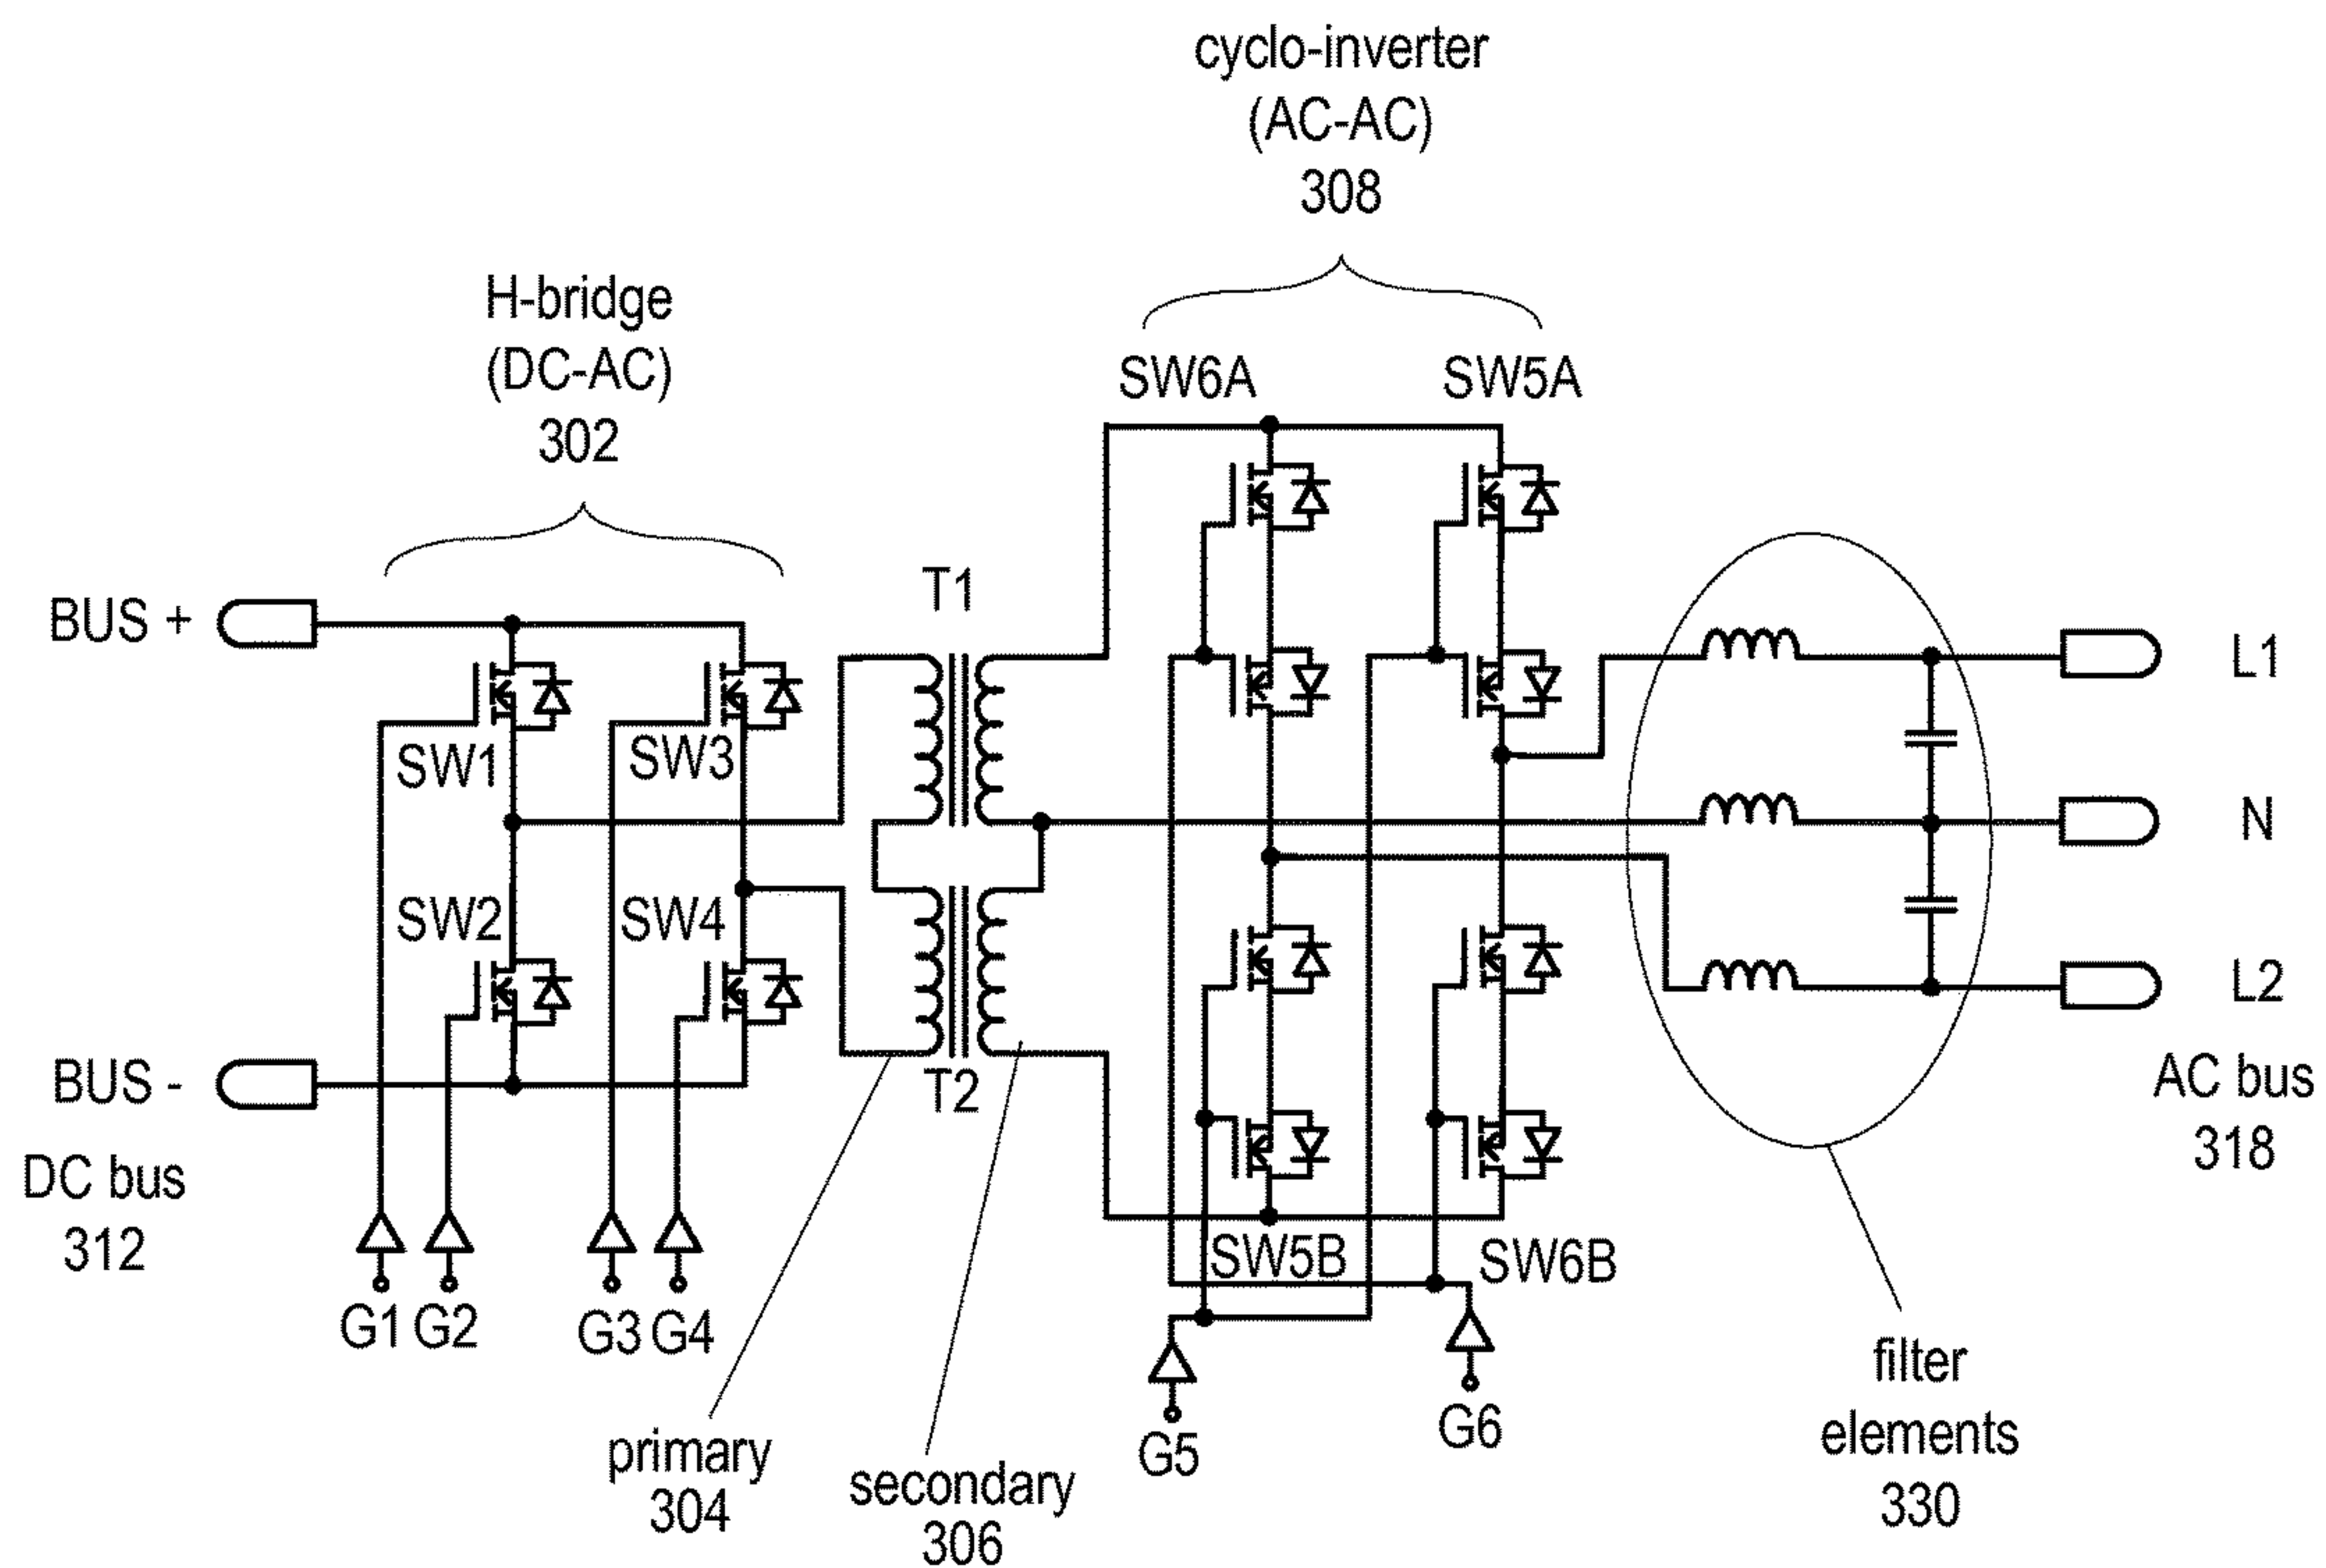 cyclo-inverter
(AC-AC)
308
H-bridge
(DC-AC)
302
SW6A
SW5A
T1
BUS +
L1
SW1
SW3
N
SW2
SW4
L2
BUS -
T2
AC bus
318
DC bus
312
SW5B
SW6B
G1
G2
G3
G4
G5
G6
primary
304
secondary
306
filter
elements
330